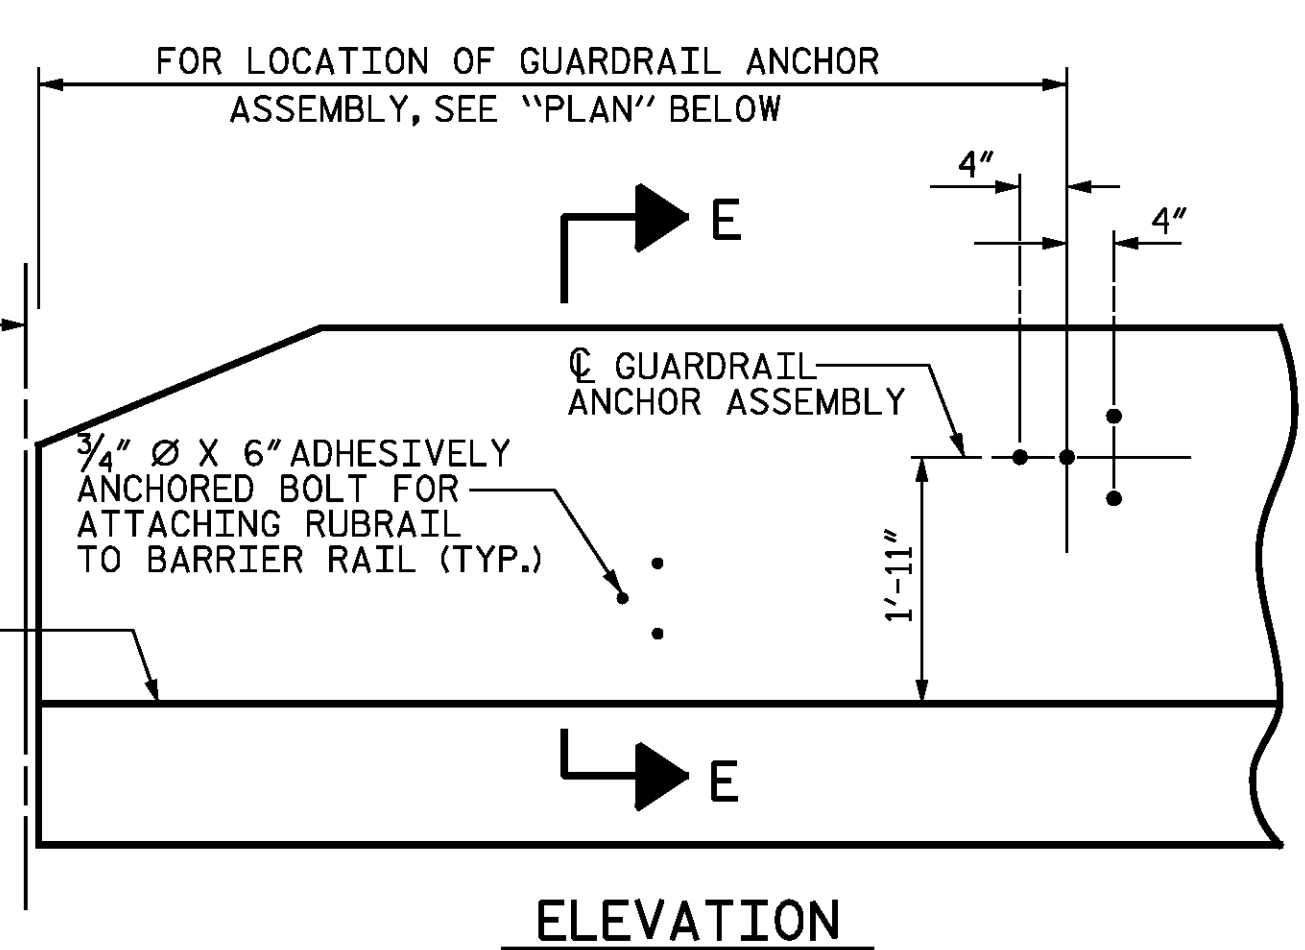 FOR LOCATION OF GUARDRAIL ANCHOR
ASSEMBLY, SEE "PLAN" BELOW
4"
4"
E
℄ GUARDRAIL
ANCHOR ASSEMBLY
3/4" Ø X 6" ADHESIVELY
ANCHORED BOLT FOR
ATTACHING RUBRAIL
TO BARRIER RAIL (TYP.)
1'-11"
E
ELEVATION